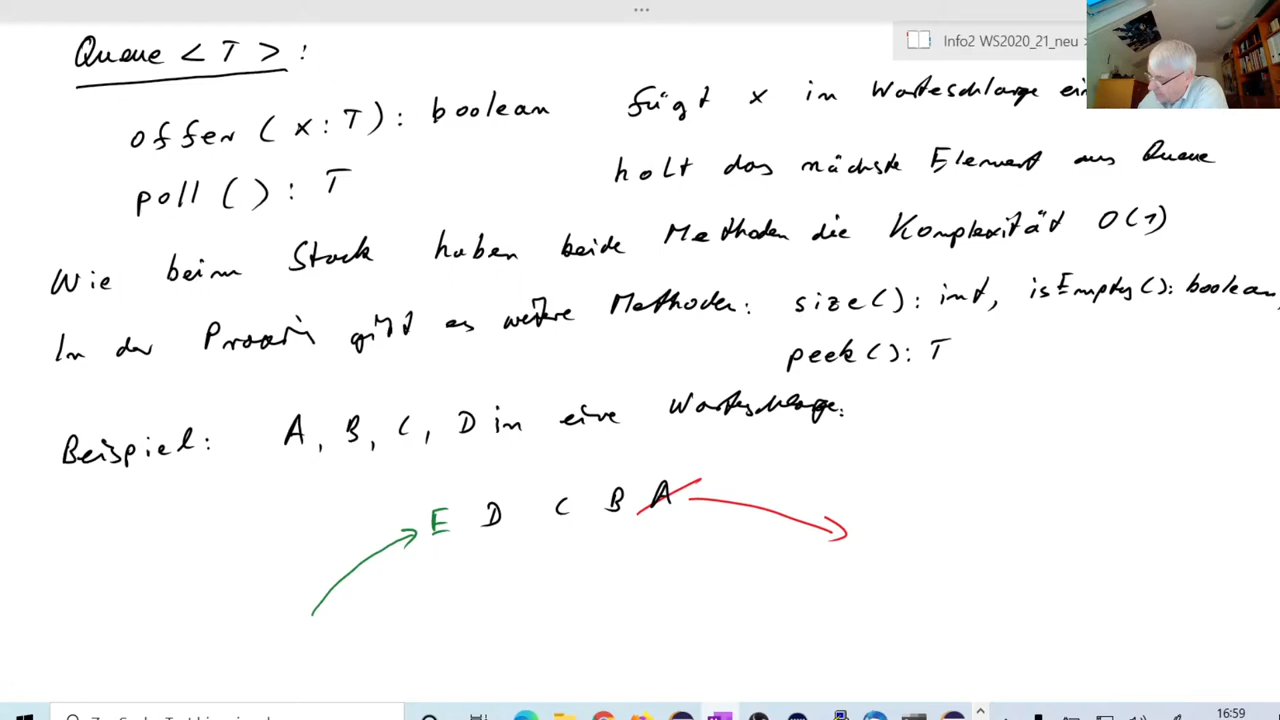 Info2 WS2020_21_neu
Queue < T > :
offer ( x : T ) : boolean fügt x in Warteschlange ein
poll ( ) : T holt das nächste Element aus Queue
Wie beim Stack haben beide Methoden die Komplexität O(1)
In der Praxis gibt es weitere Methoden: size ( ) : int, isEmpty ( ) : boolean,
peek ( ) : T
Beispiel: A, B, C, D in eine Warteschlange:
E D C B A
16:59